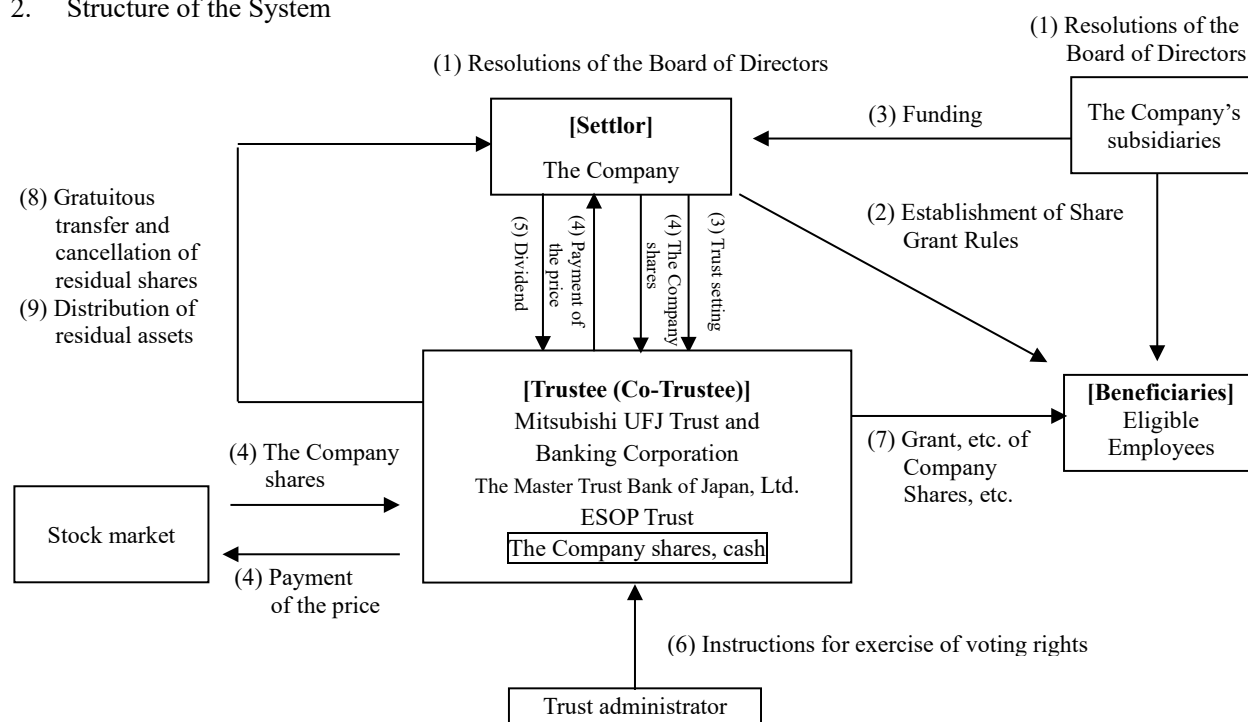 2. Structure of the System
(1) Resolutions of the
Board of Directors
(1) Resolutions of the Board of Directors
[Settlor]
The Company
(3) Funding
The Company's
subsidiaries
(8) Gratuitous
transfer and
cancellation of
residual shares
(9) Distribution of
residual assets
(5) Dividend
(4) Payment of
the price
(4) The Company
shares
(3) Trust setting
(2) Establishment of Share
Grant Rules
[Trustee (Co-Trustee)]
Mitsubishi UFJ Trust and
Banking Corporation
The Master Trust Bank of Japan, Ltd.
ESOP Trust
The Company shares, cash
[Beneficiaries]
Eligible
Employees
(7) Grant, etc. of
Company
Shares, etc.
(4) The Company
shares
Stock market
(4) Payment
of the price
(6) Instructions for exercise of voting rights
Trust administrator